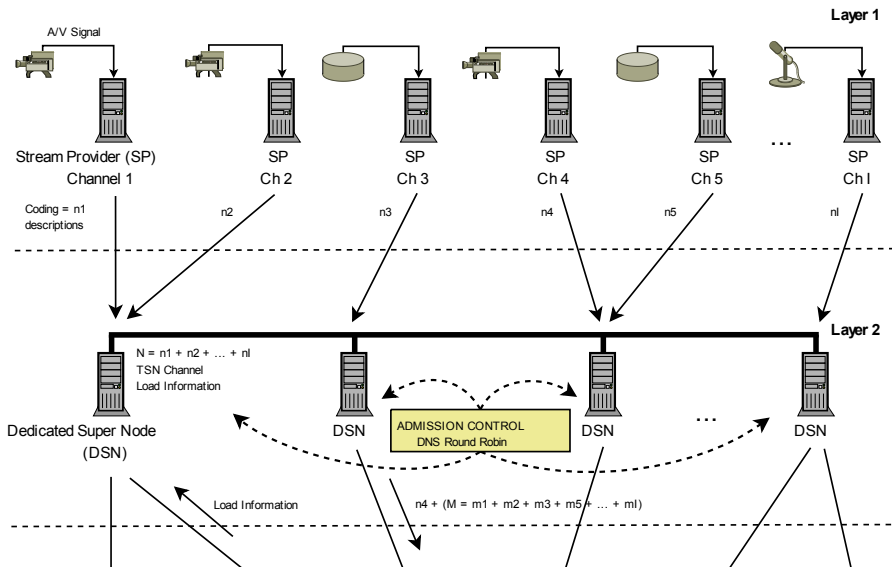 Layer 1
A/V Signal
Stream Provider (SP)
Channel 1
SP
Ch 2
SP
Ch 3
SP
Ch 4
SP
Ch 5
...
SP
Ch I
Coding = n1
descriptions
n2
n3
n4
n5
nI
Layer 2
N = n1 + n2 + ... + nI
TSN Channel
Load Information
Dedicated Super Node
(DSN)
DSN
ADMISSION CONTROL
DNS Round Robin
DSN
...
DSN
Load Information
n4 + (M = m1 + m2 + m3 + m5 + ... + mI)